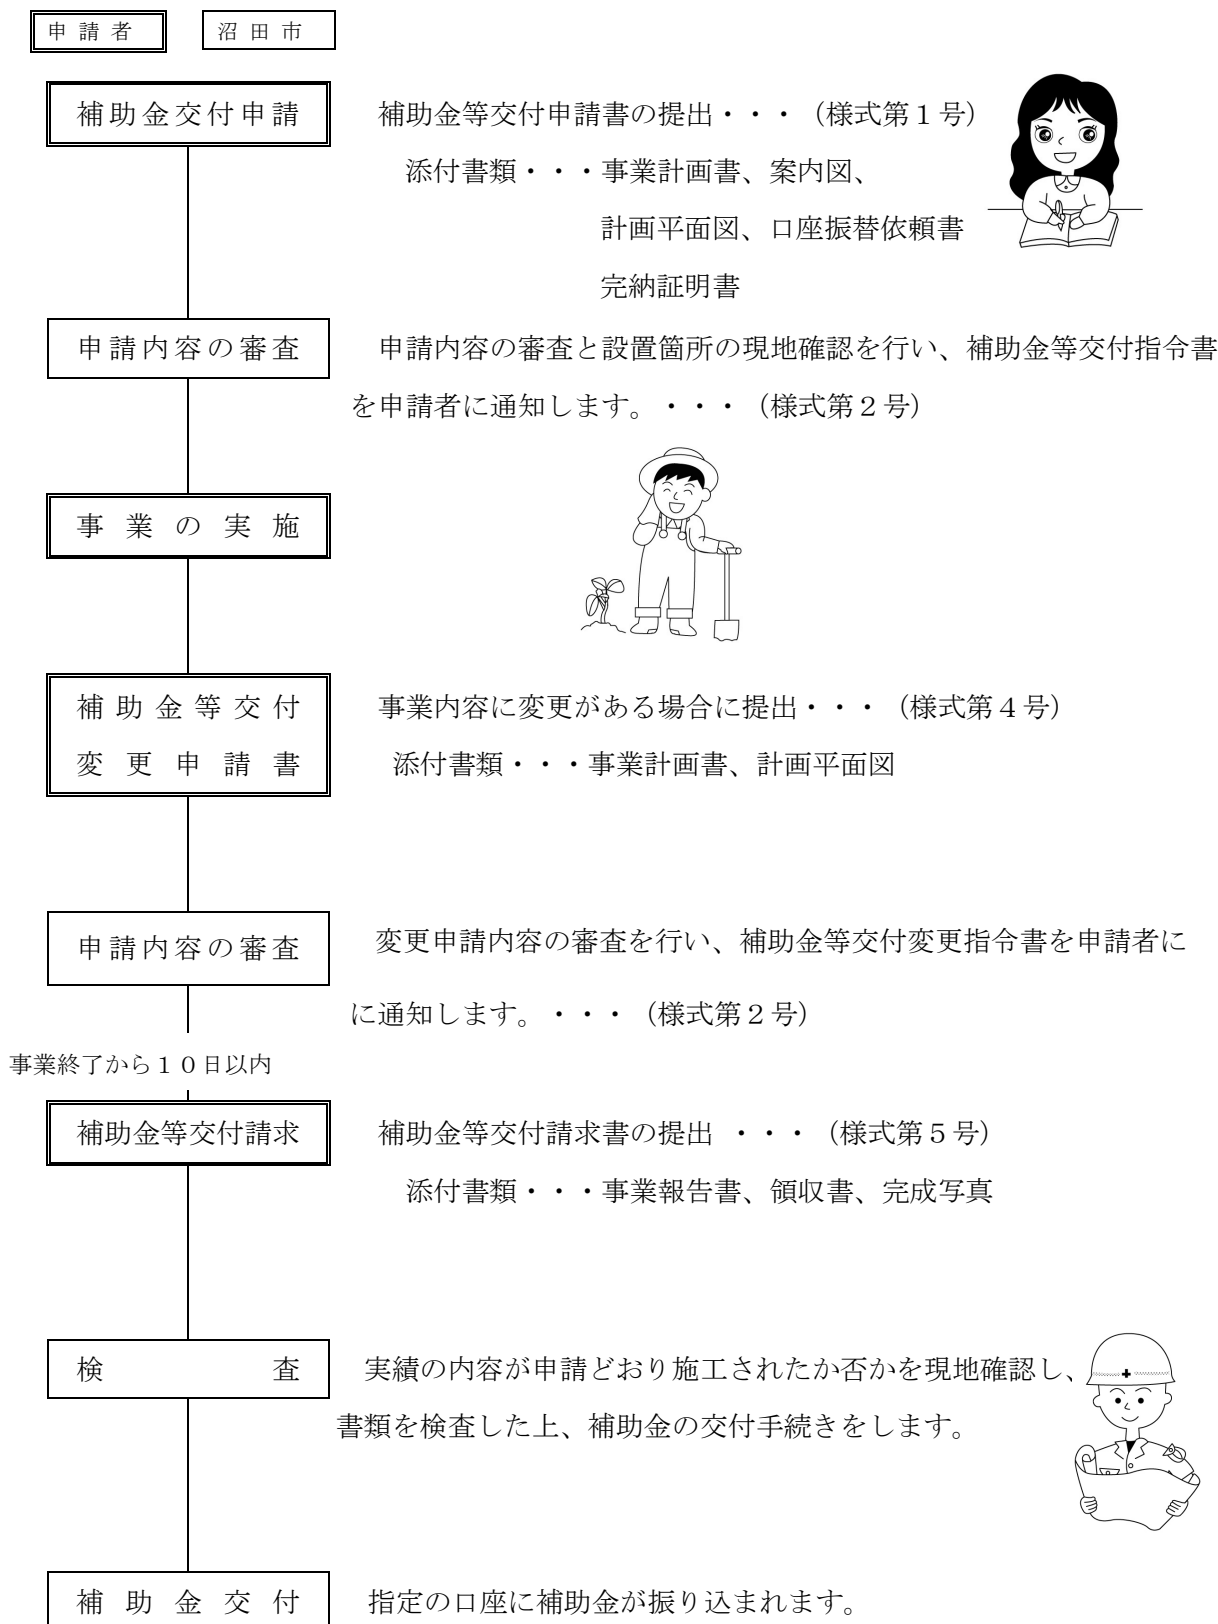 申請者
沼田市
補助金交付申請
補助金等交付申請書の提出・・・（様式第１号）
添付書類・・・事業計画書、案内図、
計画平面図、口座振替依頼書
完納証明書
申請内容の審査
申請内容の審査と設置箇所の現地確認を行い、補助金等交付指令書
を申請者に通知します。・・・（様式第２号）
事業の実施
補助金等交付
変更申請書
事業内容に変更がある場合に提出・・・（様式第４号）
添付書類・・・事業計画書、計画平面図
申請内容の審査
変更申請内容の審査を行い、補助金等交付変更指令書を申請者に
に通知します。・・・（様式第２号）
事業終了から１０日以内
補助金等交付請求
補助金等交付請求書の提出 ・・・（様式第５号）
添付書類・・・事業報告書、領収書、完成写真
検査
実績の内容が申請どおり施工されたか否かを現地確認し、
書類を検査した上、補助金の交付手続きをします。
補助金交付
指定の口座に補助金が振り込まれます。